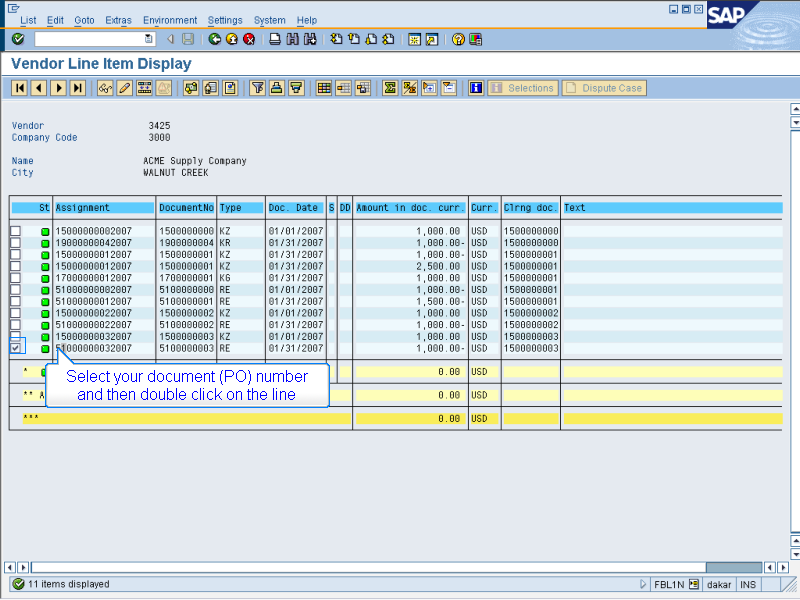 List Edit Goto Extras Environment Settings System Help
SAP
Vendor Line Item Display
Selections Dispute Case
Vendor 3425
Company Code 3000
Name ACME Supply Company
City WALNUT CREEK
St Assignment DocumentNo Type Doc. Date S DD Amount in doc. curr. Curr. Clrng doc. Text
15000000002007 1500000000 KZ 01/01/2007 1,000.00 USD 1500000000
19000000042007 1900000004 KR 01/31/2007 1,000.00- USD 1500000000
15000000012007 1500000001 KZ 01/31/2007 1,000.00- USD 1500000001
15000000012007 1500000001 KZ 01/31/2007 2,500.00 USD 1500000001
17000000012007 1700000001 KG 01/31/2007 1,000.00 USD 1500000001
51000000002007 5100000000 RE 01/31/2007 1,000.00- USD 1500000001
51000000012007 5100000001 RE 01/31/2007 1,500.00- USD 1500000001
15000000022007 1500000002 KZ 01/31/2007 1,000.00 USD 1500000002
51000000022007 5100000002 RE 01/31/2007 1,000.00- USD 1500000002
15000000032007 1500000003 KZ 01/31/2007 1,000.00 USD 1500000003
51000000032007 5100000003 RE 01/31/2007 1,000.00- USD 1500000003
* 0.00 USD
Select your document (PO) number
and then double click on the line
** A 0.00 USD
*** 0.00 USD
11 items displayed FBL1N dakar INS